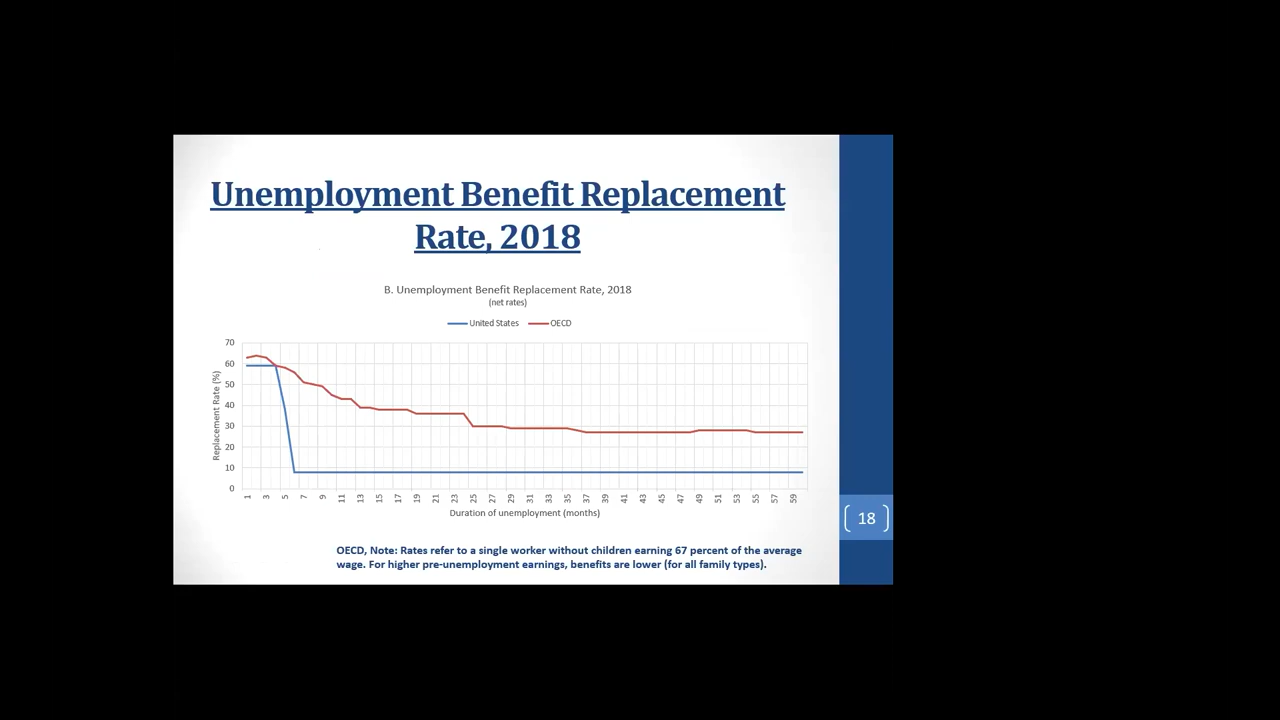 Unemployment Benefit Replacement
Rate, 2018
B. Unemployment Benefit Replacement Rate, 2018
(net rates)
United States OECD
Replacement Rate (%)
70
60
50
40
30
20
10
0
1 3 5 7 9 11 13 15 17 19 21 23 25 27 29 31 33 35 37 39 41 43 45 47 49 51 53 55 57 59
Duration of unemployment (months)
OECD, Note: Rates refer to a single worker without children earning 67 percent of the average
wage. For higher pre-unemployment earnings, benefits are lower (for all family types).
18